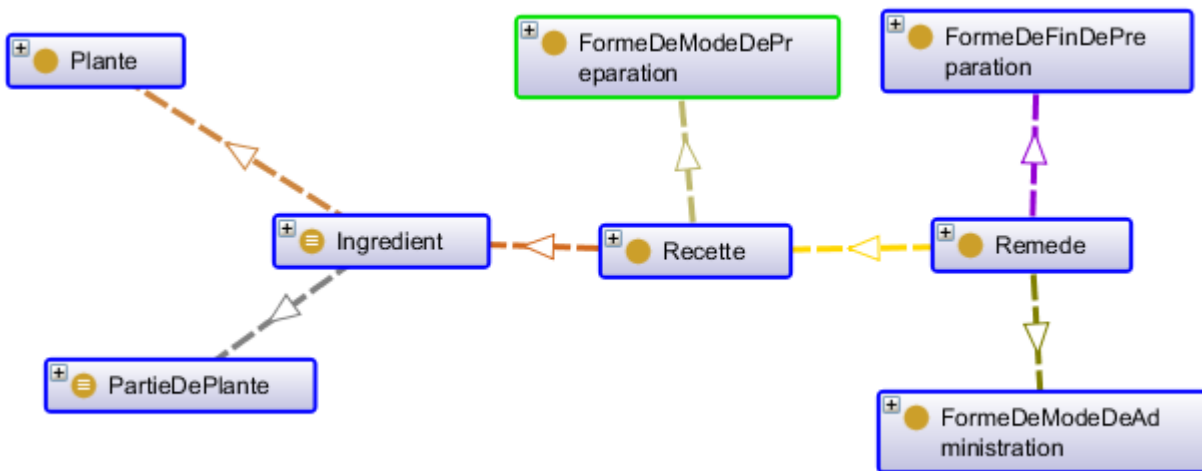 Plante
FormeDeModeDePr
eparation
FormeDeFinDePre
paration
Ingredient
Recette
Remede
PartieDePlante
FormeDeModeDeAd
ministration